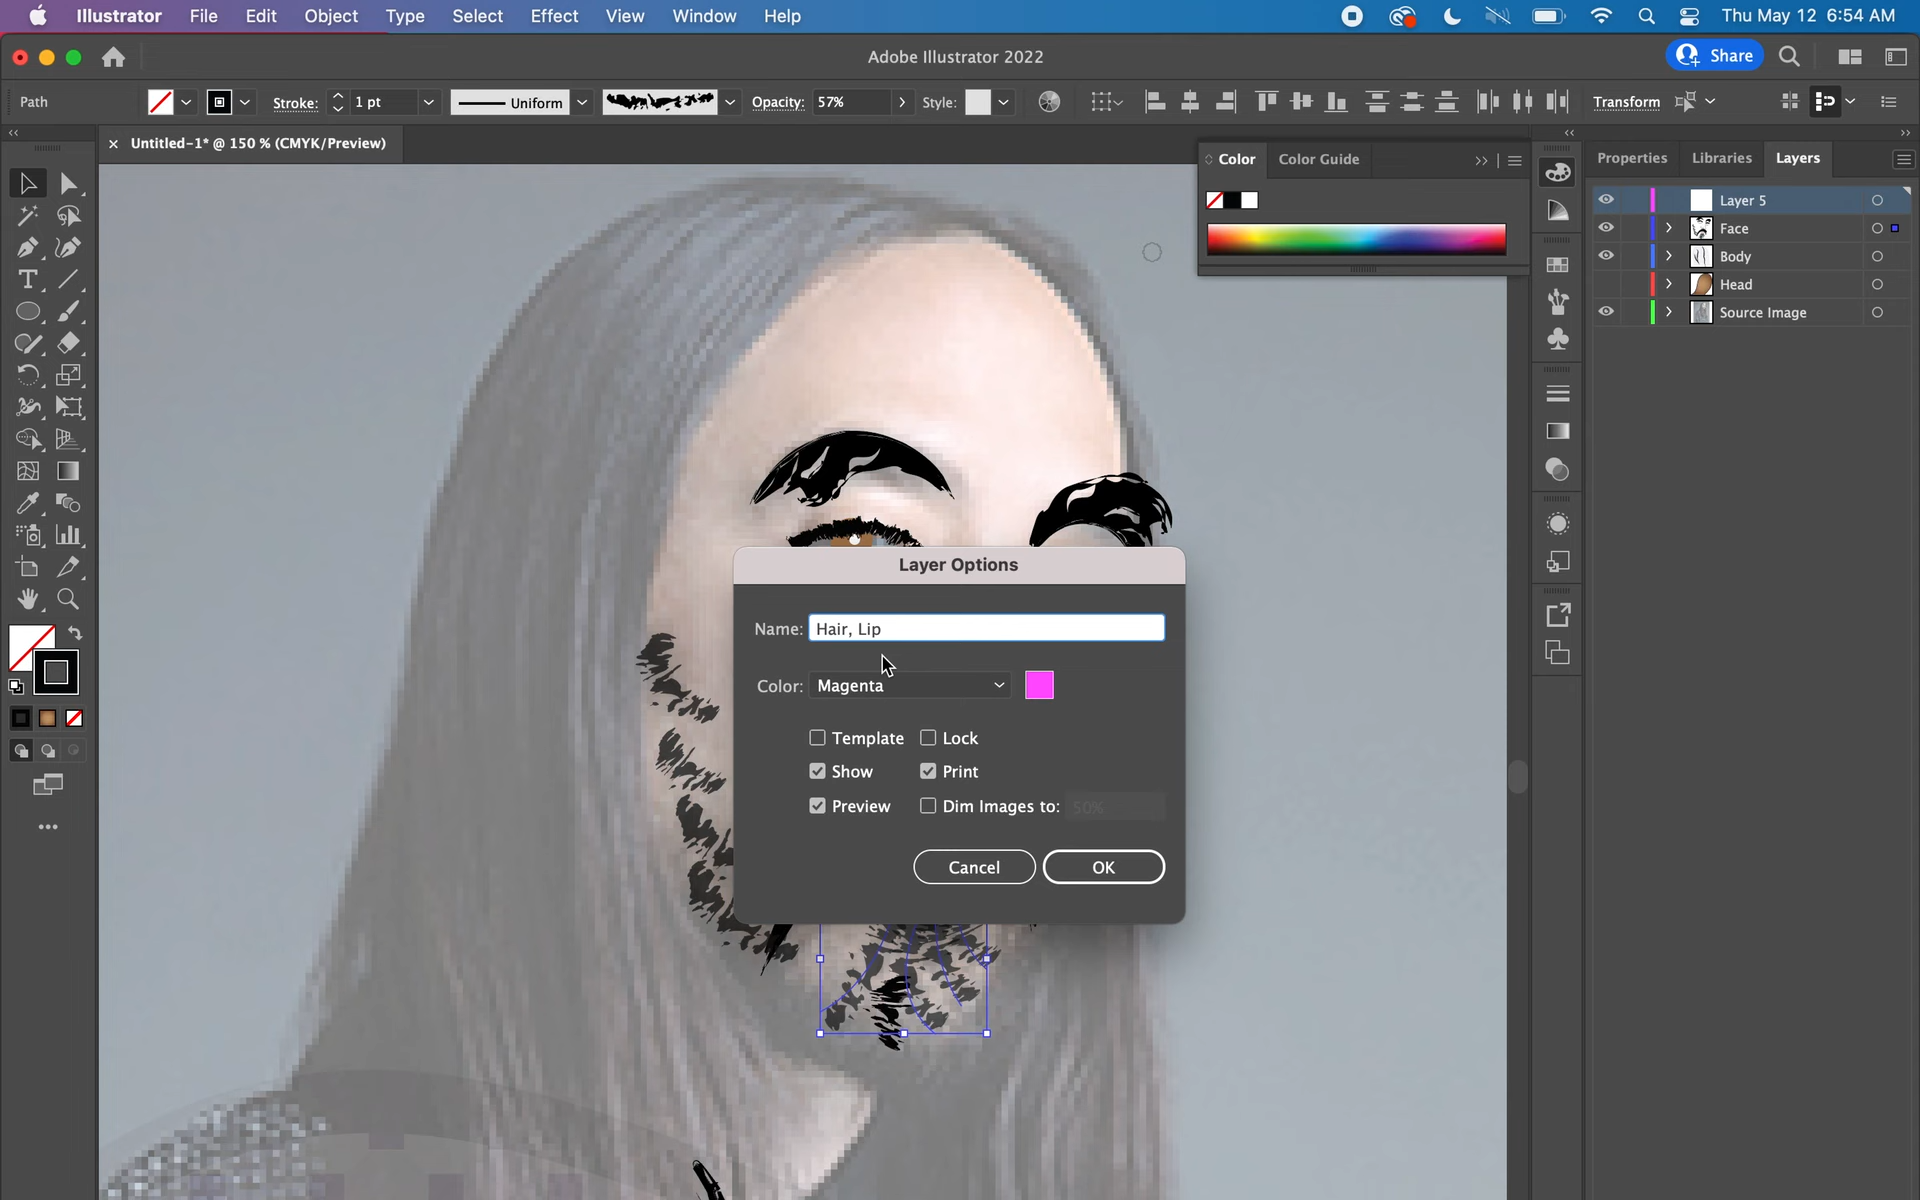 Illustrator File Edit Object Type Select Effect View Window Help Thu May 12 6:54 AM
Adobe Illustrator 2022 Share
Path Stroke: 1 pt Uniform Opacity: 57% Style: Transform
× Untitled-1* @ 150 % (CMYK/Preview)
Color Color Guide
Properties Libraries Layers
Layer 5
Face
Body
Head
Source Image
Layer Options
Name: Hair, Lip
Color: Magenta
Template Lock
Show Print
Preview Dim Images to: 50%
Cancel OK